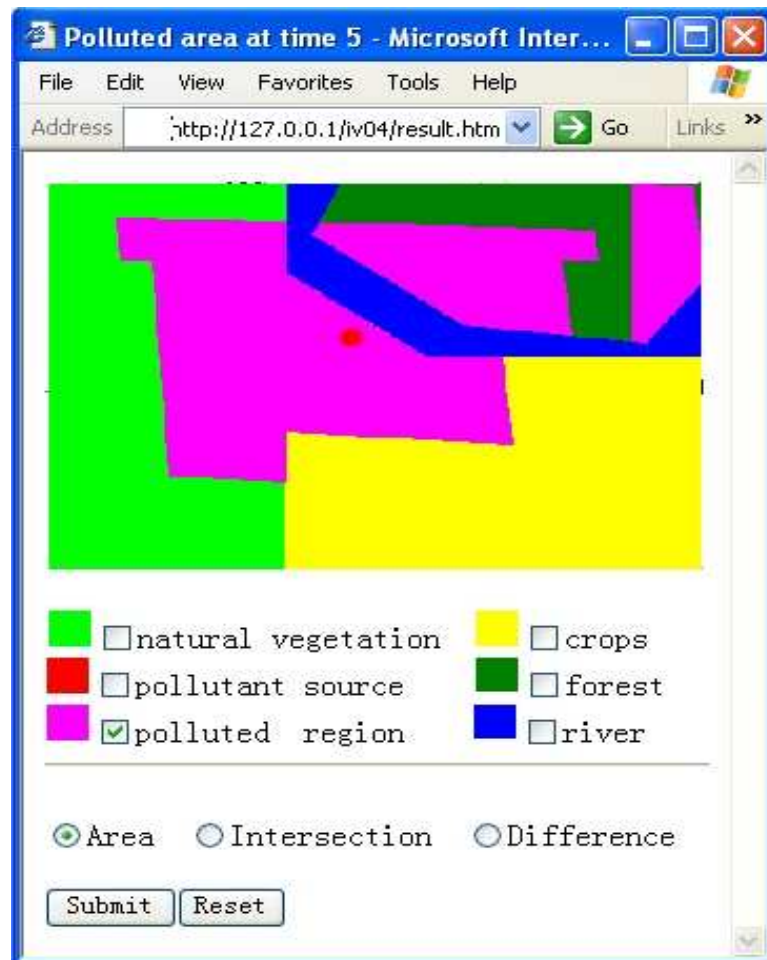 Polluted area at time 5 - Microsoft Inter...
File Edit View Favorites Tools Help
Address http://127.0.0.1/iv04/result.htm Go Links »
natural vegetation crops
pollutant source forest
polluted region river
Area Intersection Difference
Submit Reset